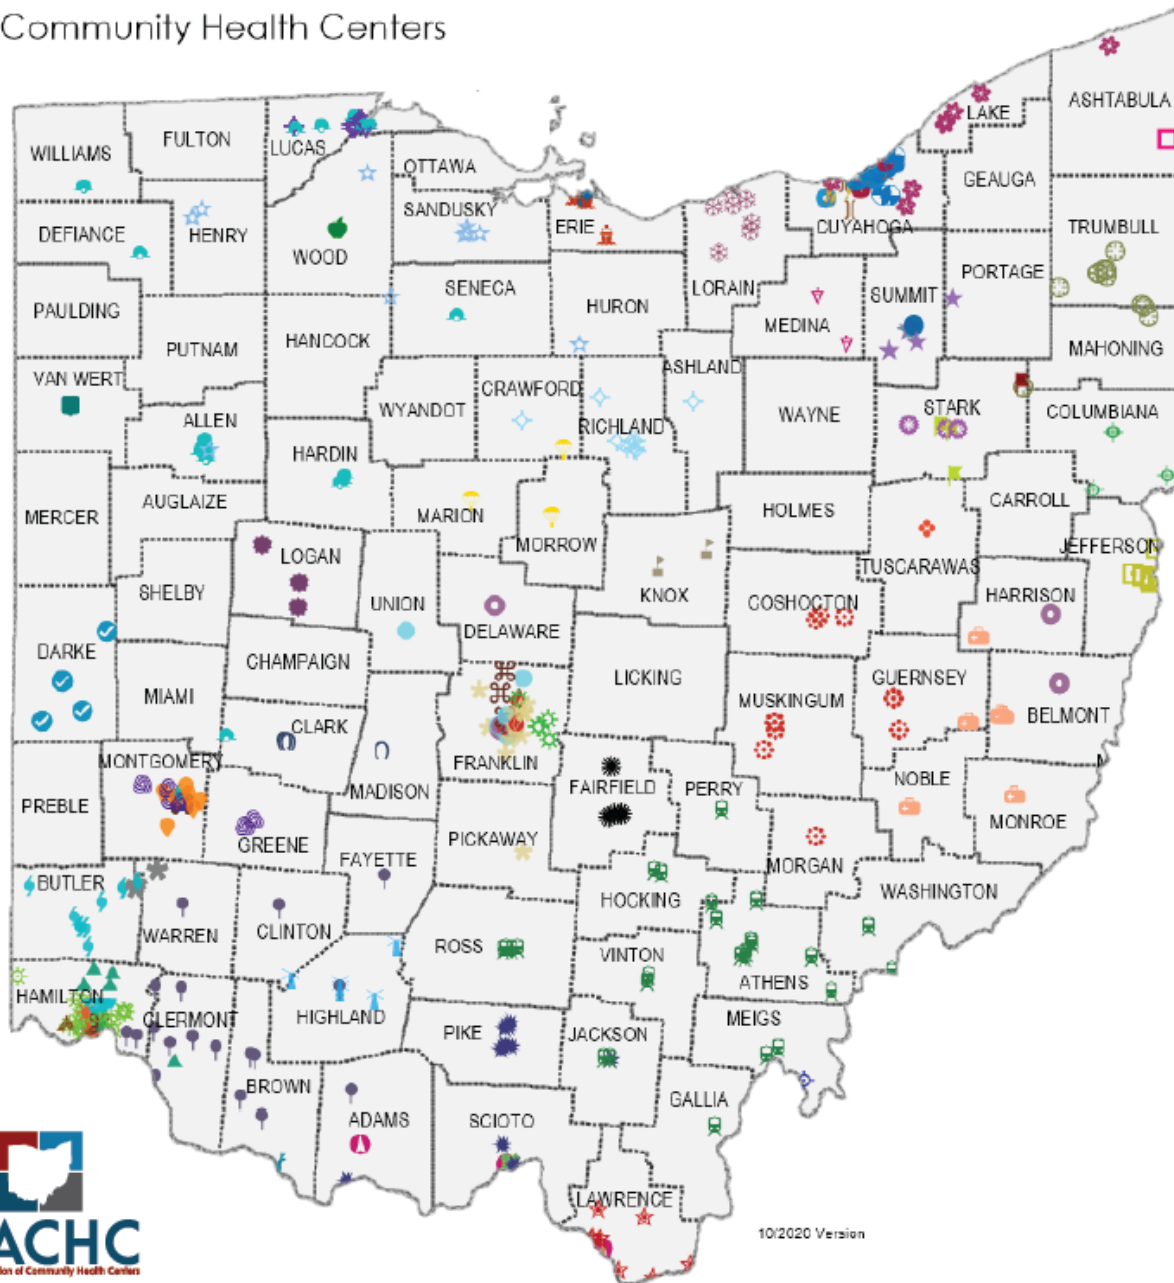 Community Health Centers
ASHTABULA
LAKE
FULTON
WILLIAMS
LUCAS
OTTAWA
GEAUGA
SANDUSKY
ERIE
CUYAHOGA
TRUMBULL
DEFIANCE
HENRY
WOOD
PORTAGE
SENECA
LORAIN
SUMMIT
PAULDING
HURON
MEDINA
PUTNAM
HANCOCK
MAHONING
ASHLAND
VAN WERT
CRAWFORD
WYANDOT
STARK
COLUMBIANA
WAYNE
ALLEN
RICHLAND
HARDIN
AUGLAIZE
CARROLL
MERCER
MARION
HOLMES
MORROW
JEFFERSON
LOGAN
TUSCARAWAS
SHELBY
KNOX
HARRISON
UNION
COSHOCTON
DELAWARE
DARKE
CHAMPAIGN
LICKING
GUERNSEY
MIAMI
MUSKINGUM
BELMONT
CLARK
MONTGOMERY
FRANKLIN
NOBLE
FAIRFIELD
PERRY
MADISON
PREBLE
MONROE
PICKAWAY
GREENE
FAYETTE
MORGAN
BUTLER
WASHINGTON
HOCKING
CLINTON
WARREN
ROSS
VINTON
ATHENS
HAMILTON
CLERMONT
HIGHLAND
MEIGS
PIKE
JACKSON
BROWN
GALLIA
ADAMS
SCIOTO
LAWRENCE
10/2020 Version
ACHC
ion of Community Health Centers